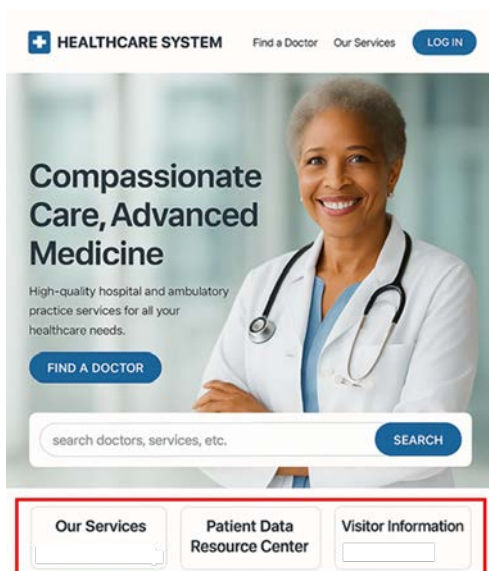 HEALTHCARE SYSTEM Find a Doctor Our Services LOG IN
Compassionate
Care, Advanced
Medicine
High-quality hospital and ambulatory
practice services for all your
healthcare needs.
FIND A DOCTOR
search doctors, services, etc. SEARCH
Our Services
Patient Data
Resource Center
Visitor Information